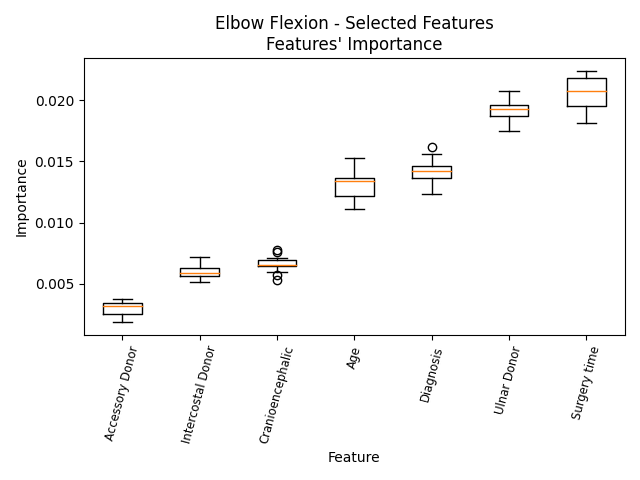 Elbow Flexion - Selected Features
Features' Importance
Importance
0.020
0.015
0.010
0.005
Accessory Donor
Intercostal Donor
Cranioencephalic
Age
Diagnosis
Ulnar Donor
Surgery time
Feature